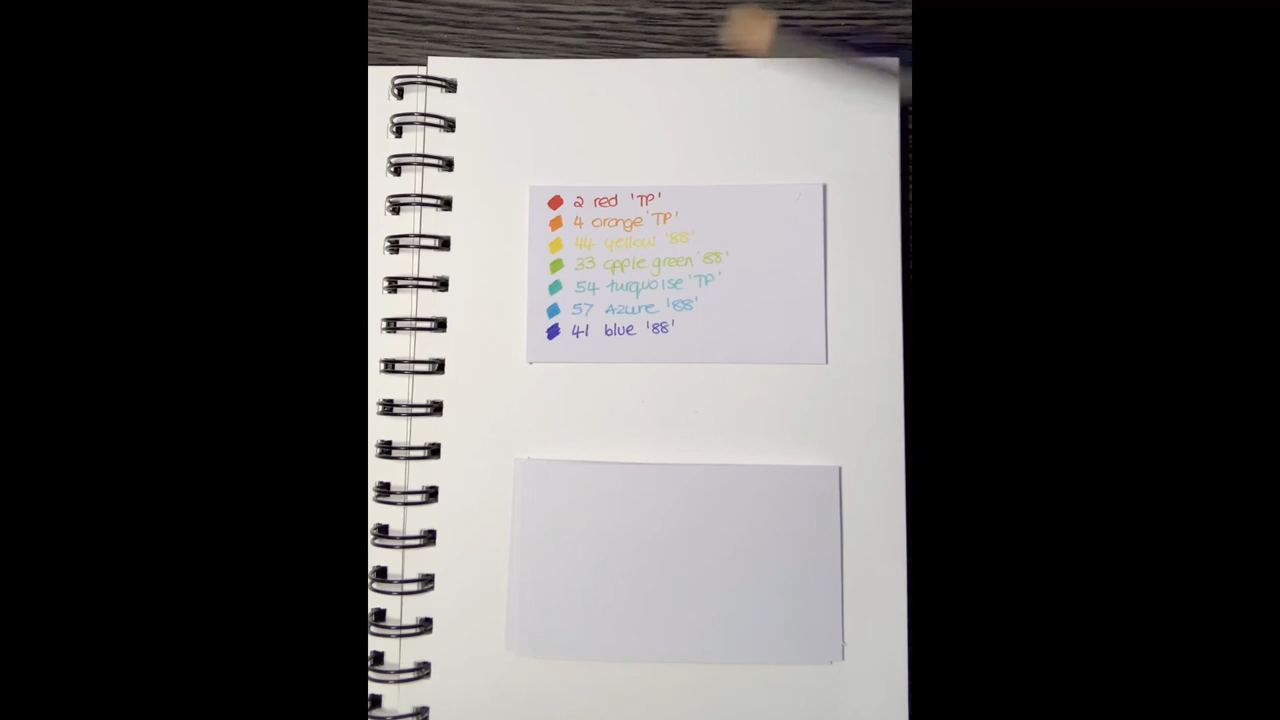 2 red 'TP'
4 orange 'TP'
44 yellow '88'
33 apple green '88'
54 turquoise 'TP'
57 Azure '88'
41 blue '88'